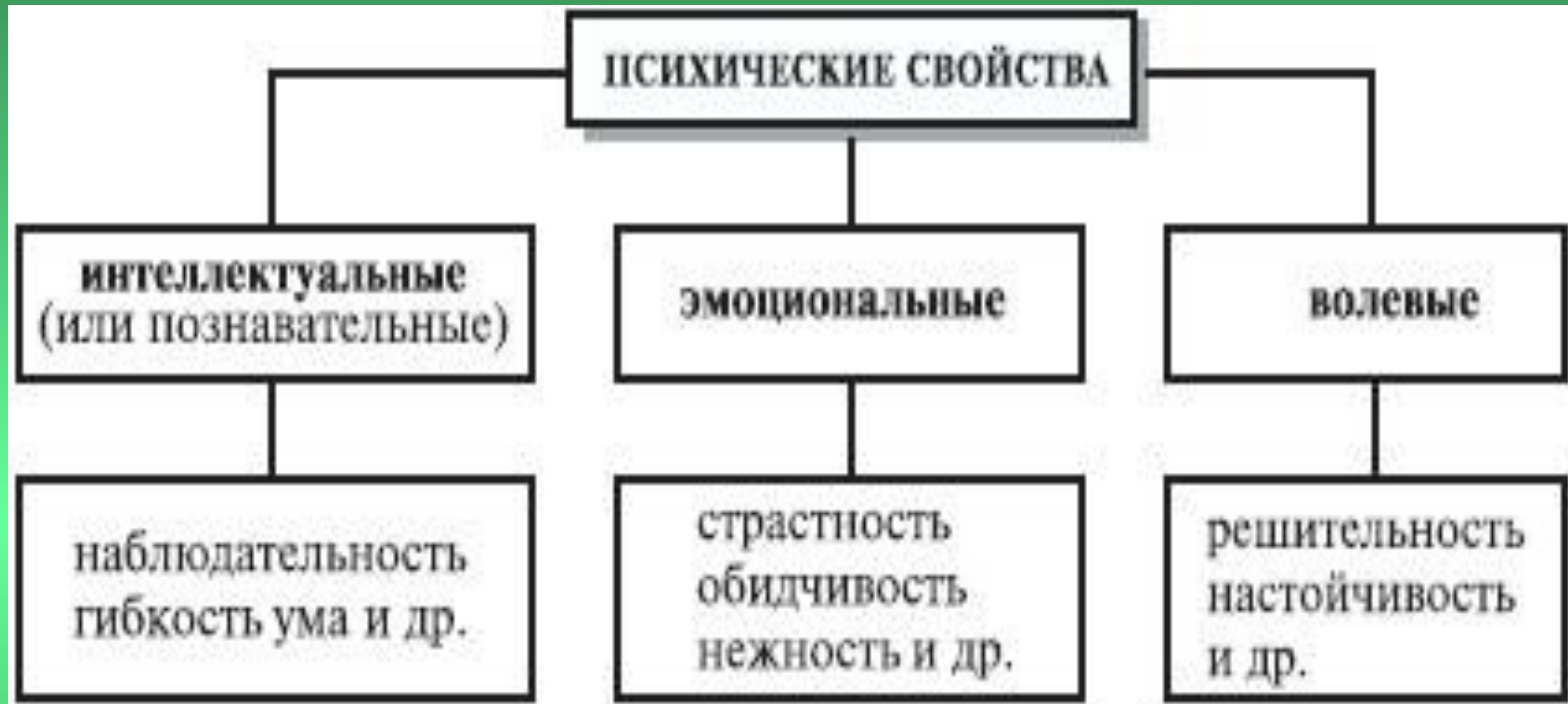 ПСИХИЧЕСКИЕ СВОЙСТВА
интеллектуальные
(или познавательные)
эмоциональные
волевые
наблюдательность
гибкость ума и др.
страстность
обидчивость
нежность и др.
решительность
настойчивость
и др.